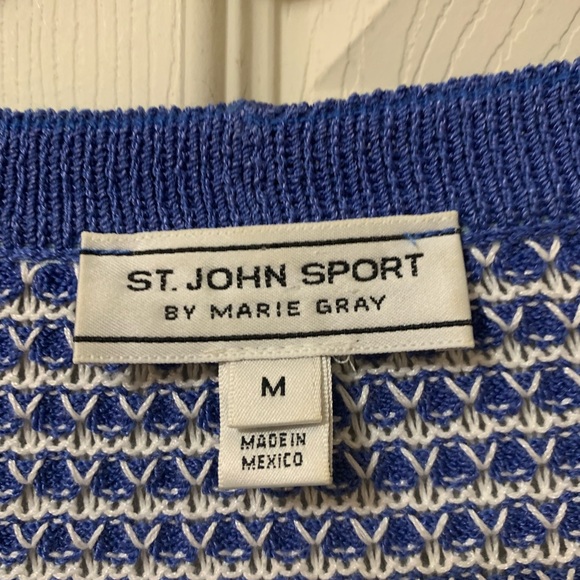 ST. JOHN SPORT
BY MARIE GRAY
M
MADE IN
MEXICO